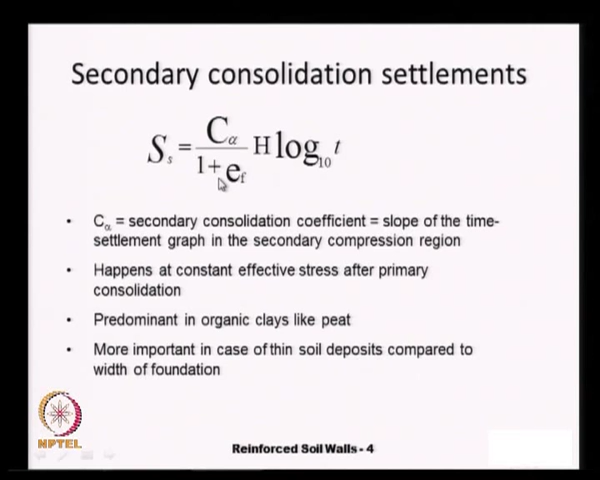 Secondary consolidation settlements
S_s = C_α / (1 + e_f) H log_10 t
• C_α = secondary consolidation coefficient = slope of the time-
settlement graph in the secondary compression region
• Happens at constant effective stress after primary
consolidation
• Predominant in organic clays like peat
• More important in case of thin soil deposits compared to
width of foundation
NPTEL
Reinforced Soil Walls - 4